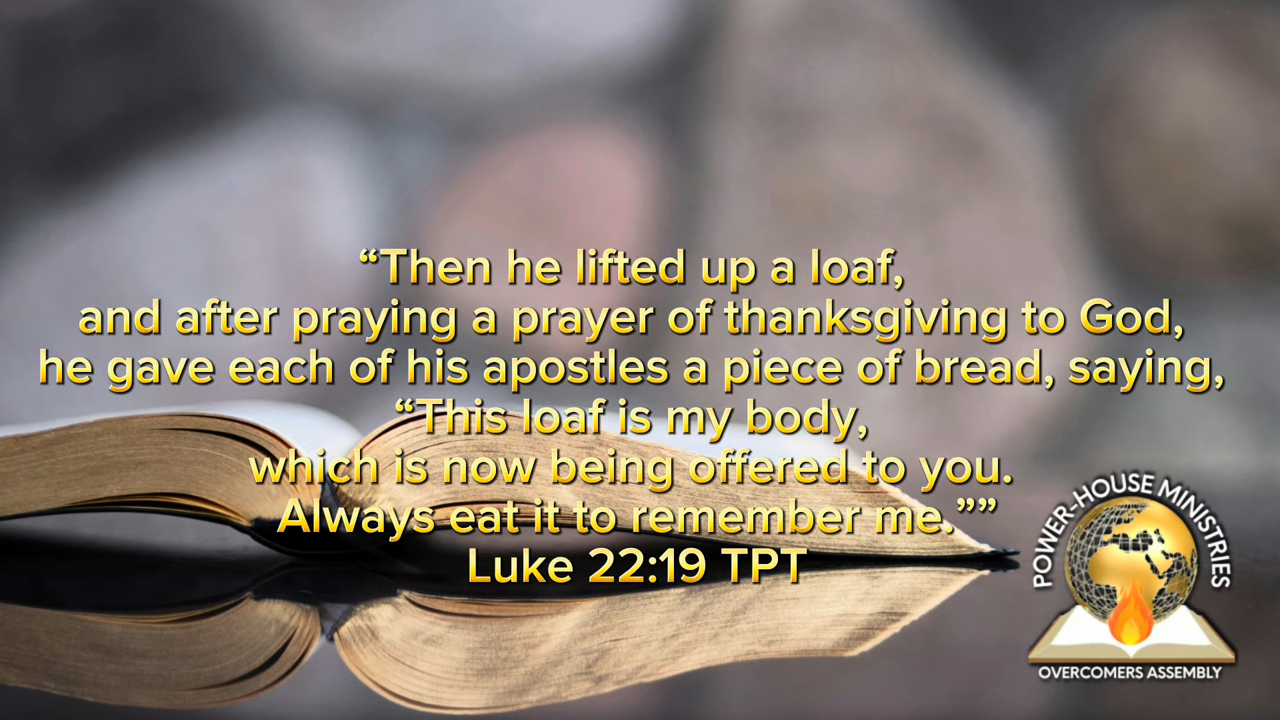 “Then he lifted up a loaf,
and after praying a prayer of thanksgiving to God,
he gave each of his apostles a piece of bread, saying,
“This loaf is my body,
which is now being offered to you.
Always eat it to remember me.””
Luke 22:19 TPT
POWER-HOUSE MINISTRIES
OVERCOMERS ASSEMBLY